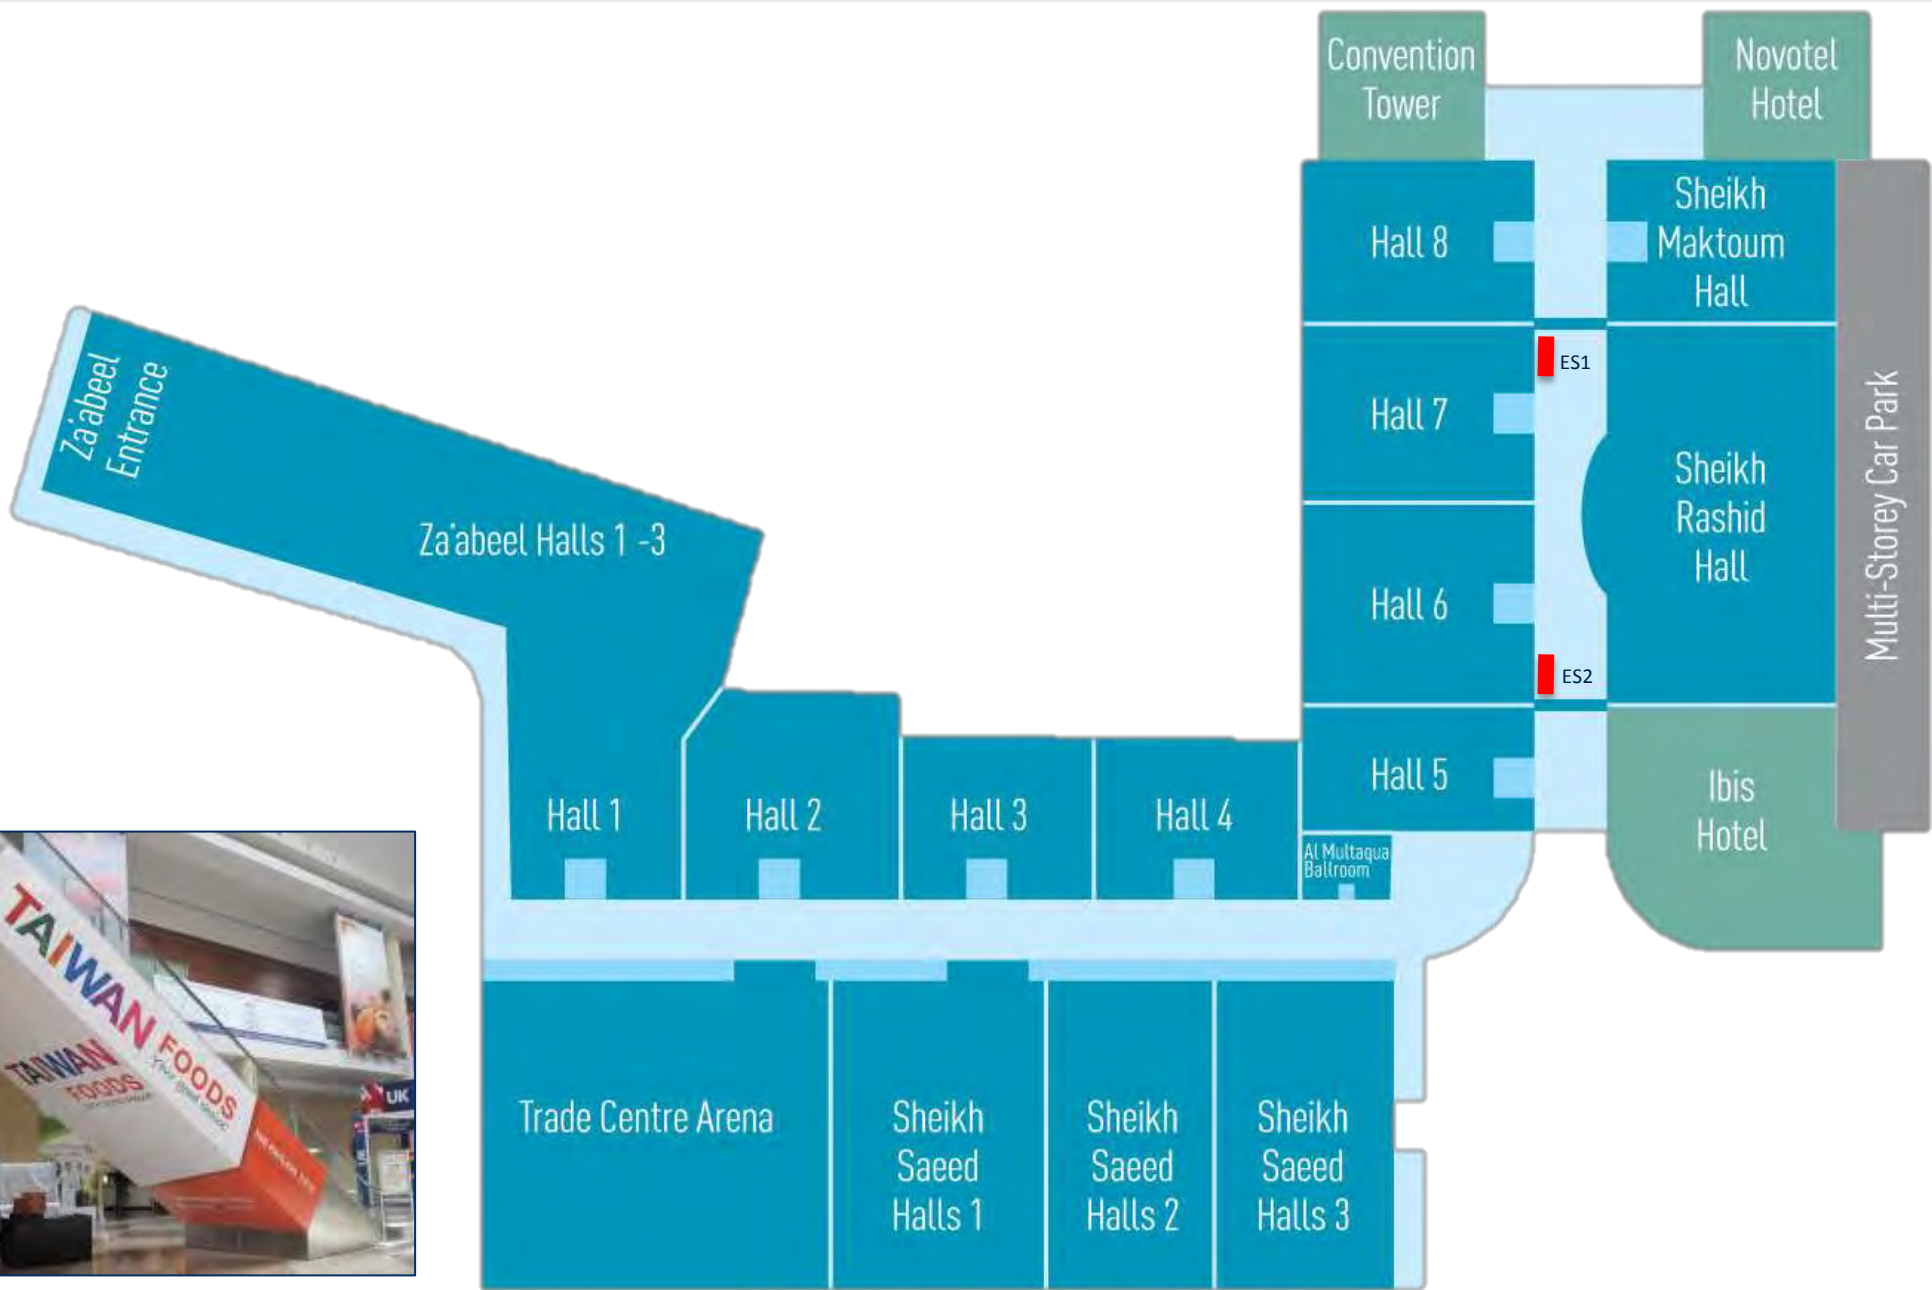 Convention
Tower
Novotel
Hotel
Hall 8
Sheikh
Maktoum
Hall
ES1
Hall 7
Sheikh
Rashid
Hall
Multi-Storey Car Park
Hall 6
ES2
Hall 5
Ibis
Hotel
Za'abeel
Entrance
Za'abeel Halls 1 -3
Hall 1
Hall 2
Hall 3
Hall 4
Al Multaqua
Ballroom
Trade Centre Arena
Sheikh
Saeed
Halls 1
Sheikh
Saeed
Halls 2
Sheikh
Saeed
Halls 3
TAIWAN FOODS
TAIWAN
FOODS
UK